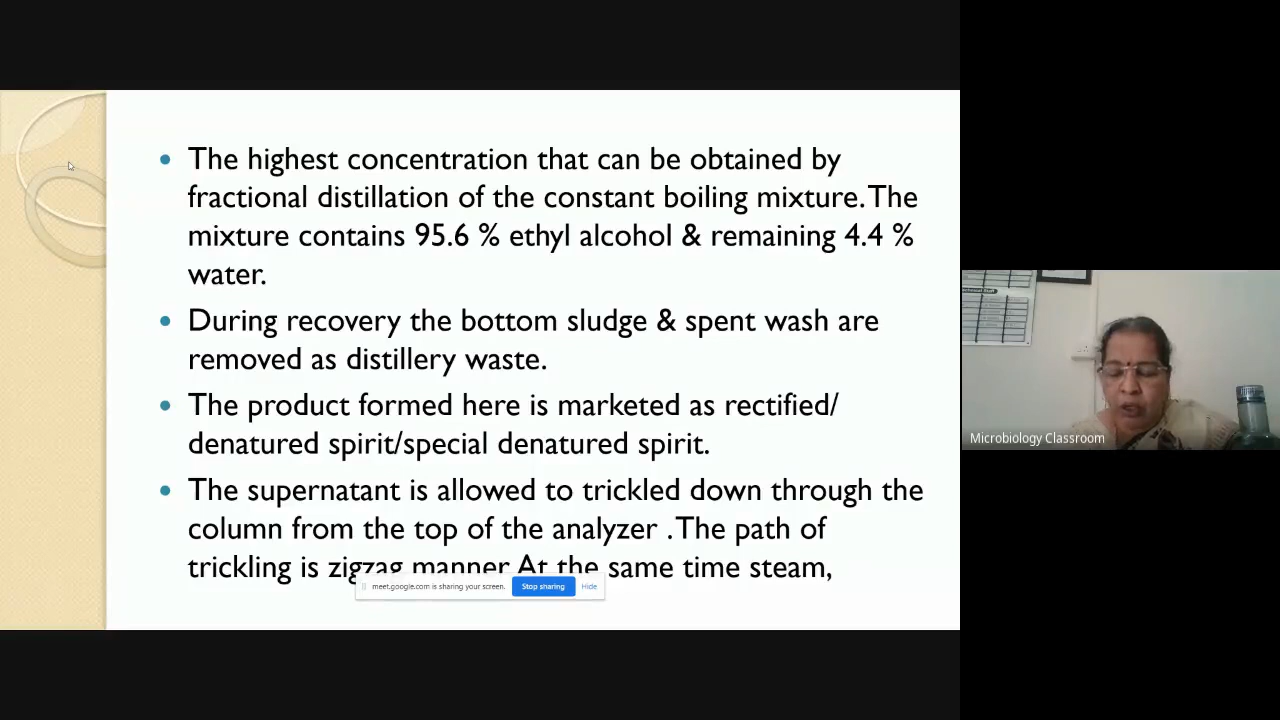 The highest concentration that can be obtained by
fractional distillation of the constant boiling mixture. The
mixture contains 95.6 % ethyl alcohol & remaining 4.4 %
water.
During recovery the bottom sludge & spent wash are
removed as distillery waste.
The product formed here is marketed as rectified/
denatured spirit/special denatured spirit.
The supernatant is allowed to trickled down through the
column from the top of the analyzer . The path of
trickling is zigzag manner. At the same time steam,
meet.google.com is sharing your screen. Stop sharing Hide
Microbiology Classroom